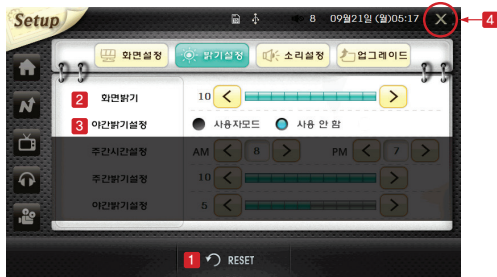 Setup
8 09월21일 (월)05:17 4
화면설정 밝기설정 소리설정 업그레이드
2 화면밝기 10
3 야간밝기설정 사용자모드 사용 안 함
주간시간설정 AM 8 PM 7
주간밝기설정 10
야간밝기설정 5
1 RESET